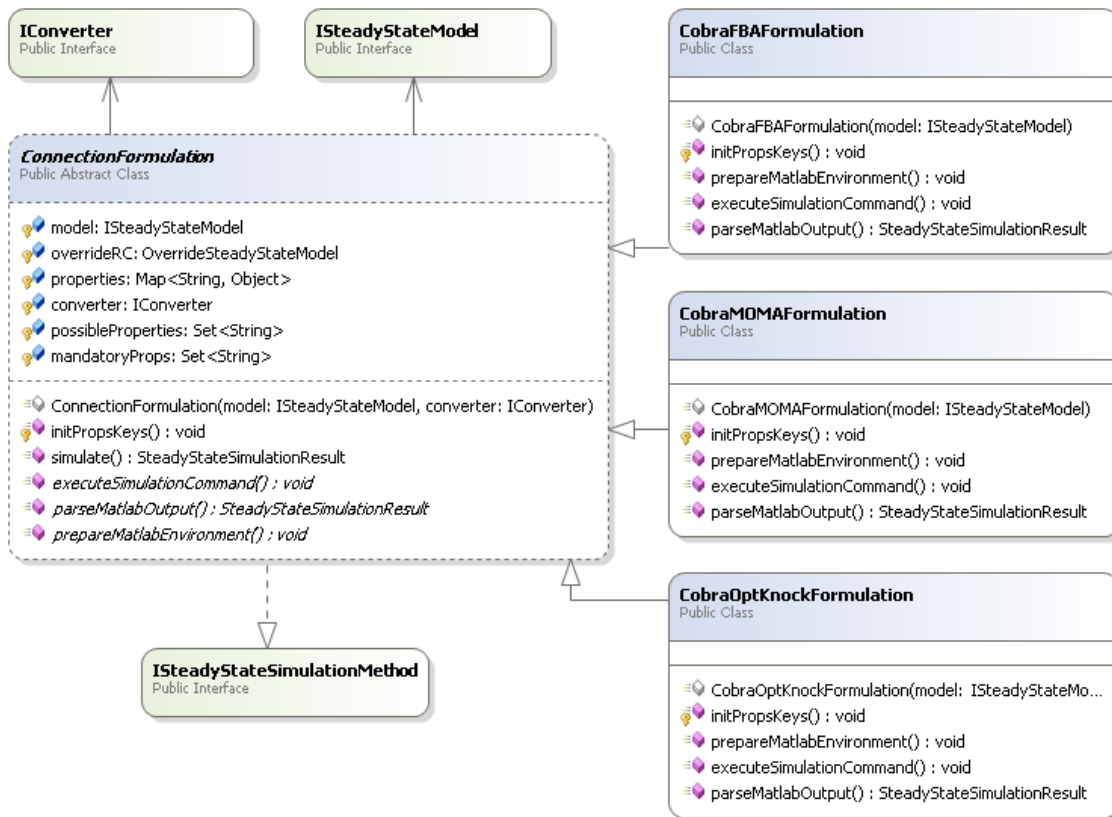 IConverter
Public Interface
ISteadyStateModel
Public Interface
ConnectionFormulation
Public Abstract Class
model: ISteadyStateModel
overrideRC: OverrideSteadyStateModel
properties: Map<String, Object>
converter: IConverter
possibleProperties: Set<String>
mandatoryProps: Set<String>
ConnectionFormulation(model: ISteadyStateModel, converter: IConverter)
initPropsKeys() : void
simulate() : SteadyStateSimulationResult
executeSimulationCommand() : void
parseMatlabOutput() : SteadyStateSimulationResult
prepareMatlabEnvironment() : void
ISteadyStateSimulationMethod
Public Interface
CobraFBAFormulation
Public Class
CobraFBAFormulation(model: ISteadyStateModel)
initPropsKeys() : void
prepareMatlabEnvironment() : void
executeSimulationCommand() : void
parseMatlabOutput() : SteadyStateSimulationResult
CobraMOMAFormulation
Public Class
CobraMOMAFormulation(model: ISteadyStateModel)
initPropsKeys() : void
prepareMatlabEnvironment() : void
executeSimulationCommand() : void
parseMatlabOutput() : SteadyStateSimulationResult
CobraOptKnockFormulation
Public Class
CobraOptKnockFormulation(model: ISteadyStateMo...
initPropsKeys() : void
prepareMatlabEnvironment() : void
executeSimulationCommand() : void
parseMatlabOutput() : SteadyStateSimulationResult